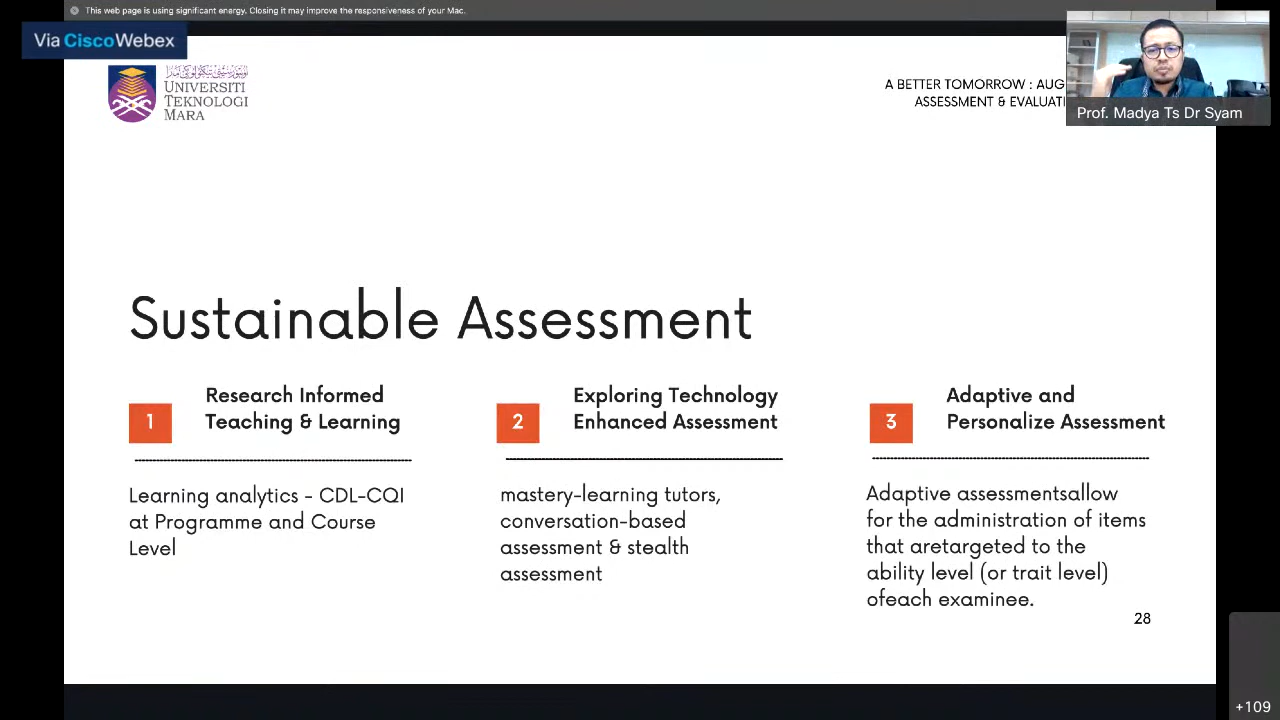 This web page is using significant energy. Closing it may improve the responsiveness of your Mac.
Via Cisco Webex
UNIVERSITI
TEKNOLOGI
MARA
A BETTER TOMORROW : AUG
ASSESSMENT & EVALUATI
Prof. Madya Ts Dr Syam
Sustainable Assessment
1
Research Informed
Teaching & Learning
Learning analytics - CDL-CQI
at Programme and Course
Level
2
Exploring Technology
Enhanced Assessment
mastery-learning tutors,
conversation-based
assessment & stealth
assessment
3
Adaptive and
Personalize Assessment
Adaptive assessmentsallow
for the administration of items
that aretargeted to the
ability level (or trait level)
ofeach examinee.
28
+109